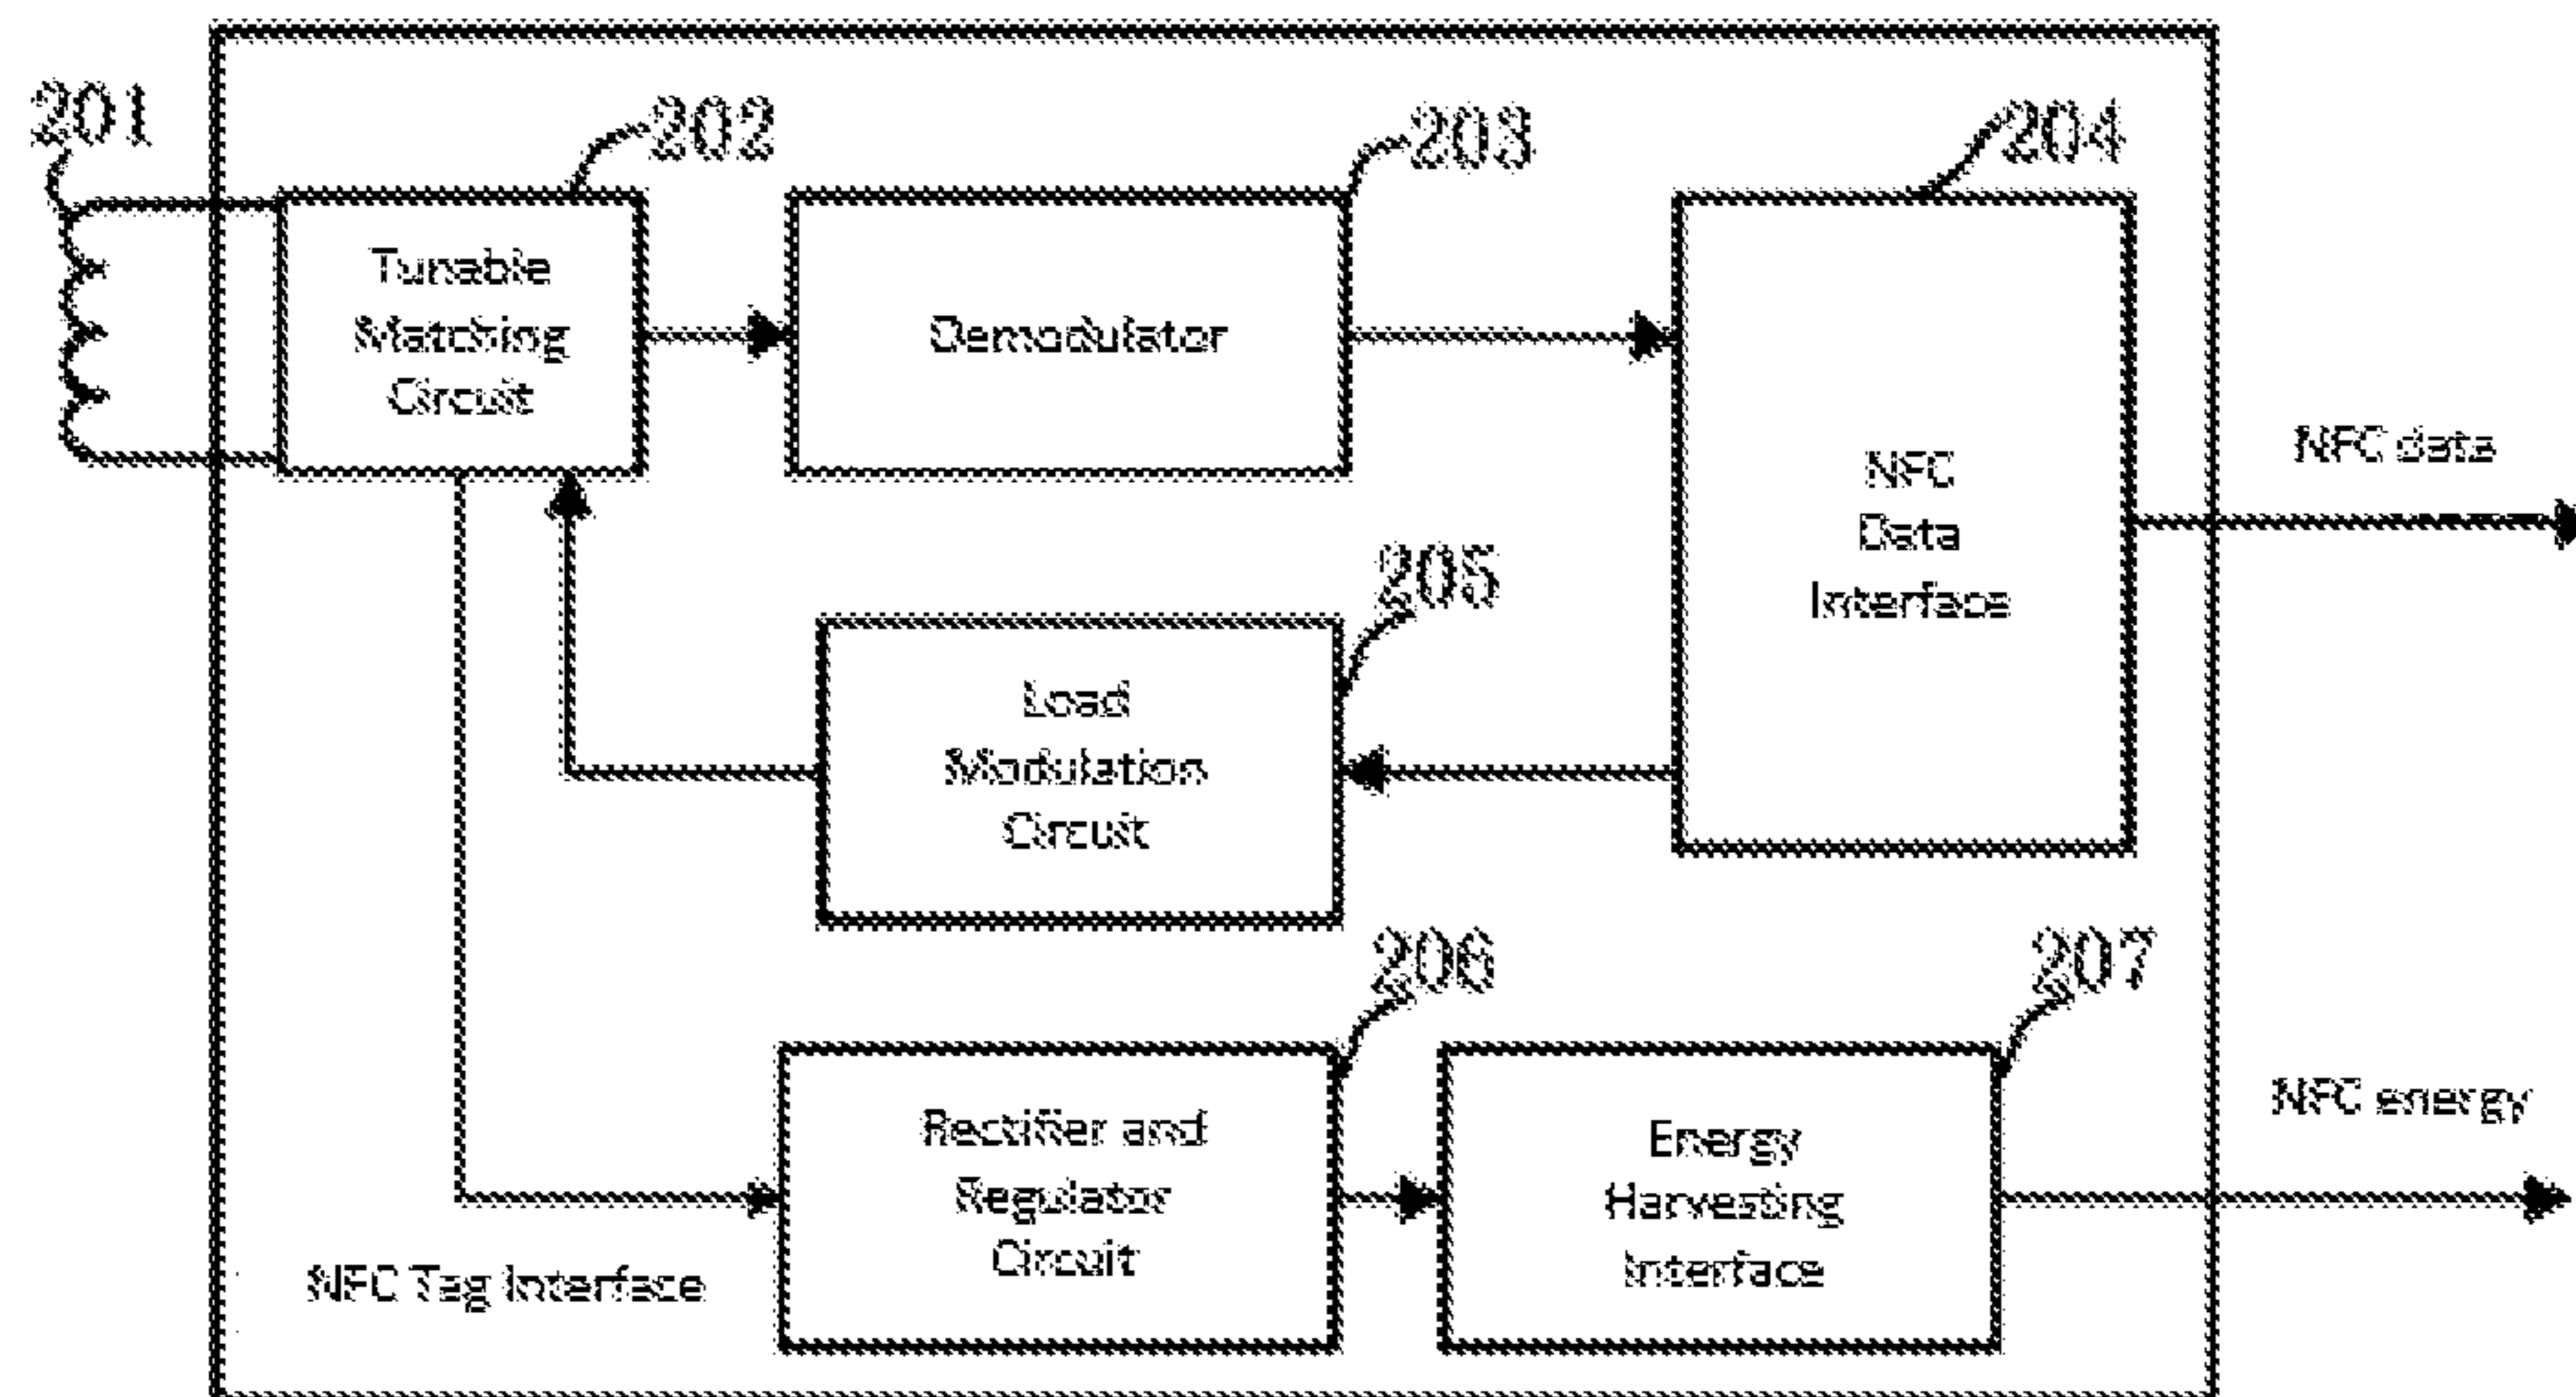 201
202
203
204
Tunable
Matching
Circuit
Demodulator
NFC
Data
Interface
NFC data
205
Load
Modulation
Circuit
206
207
Rectifier and
Regulator
Circuit
Energy
Harvesting
Interface
NFC energy
NFC Tag Interface